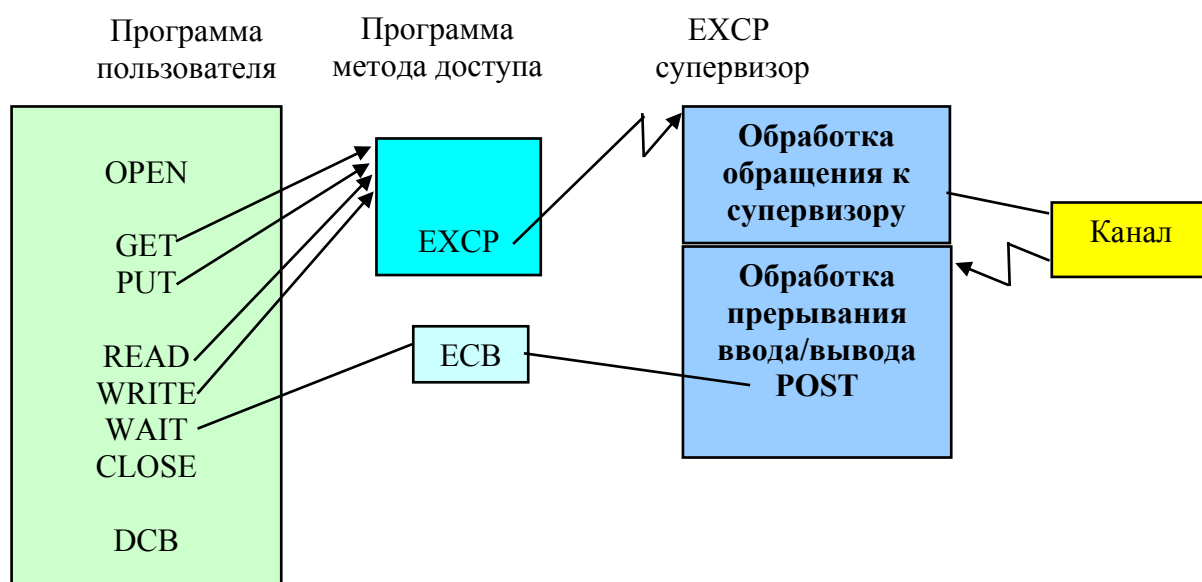 Программа
пользователя
Программа
метода доступа
EXCP
супервизор
OPEN
GET
PUT
READ
WRITE
WAIT
CLOSE
DCB
EXCP
ECB
Обработка
обращения к
супервизору
Обработка
прерывания
ввода/вывода
POST
Канал